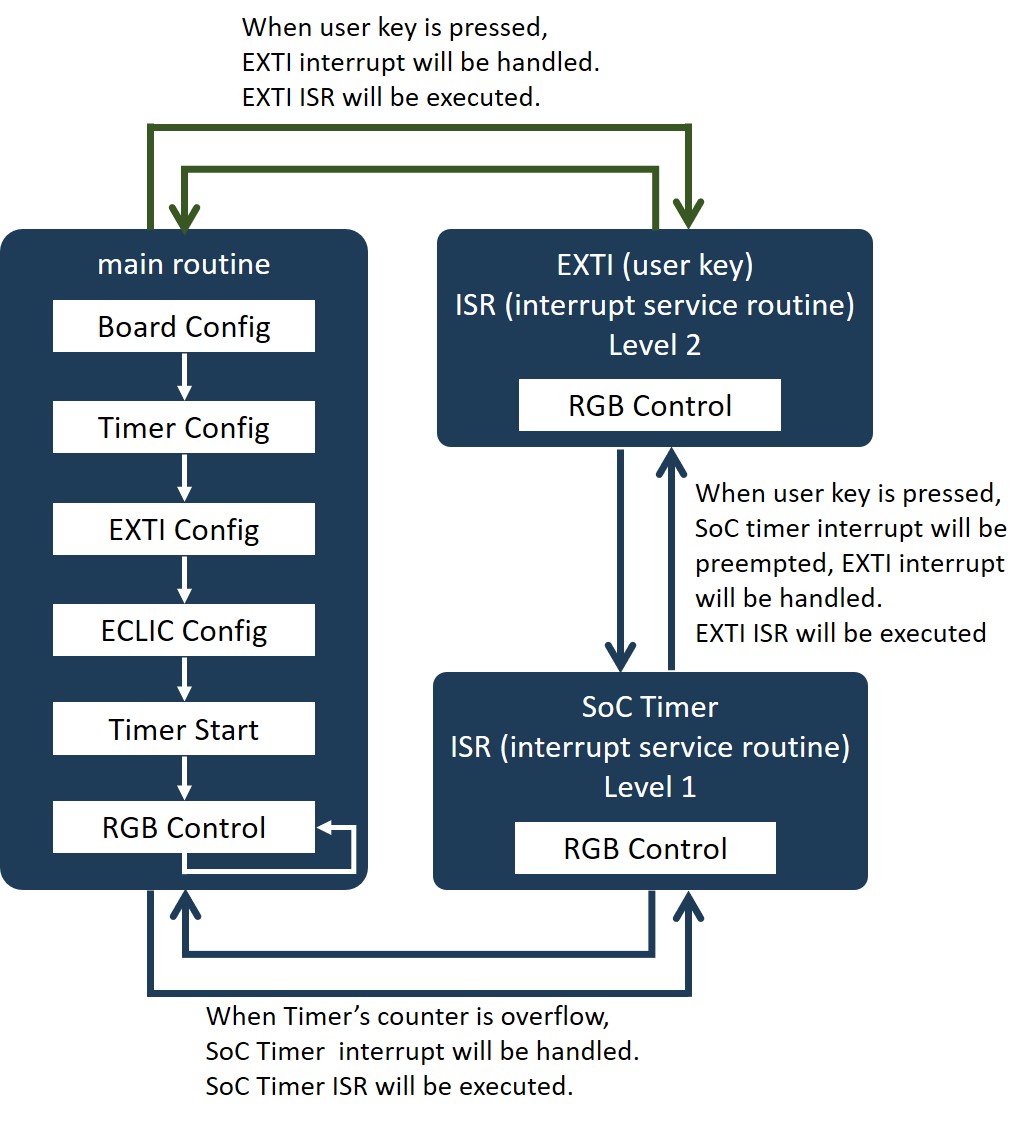 When user key is pressed,
EXTI interrupt will be handled.
EXTI ISR will be executed.
main routine
Board Config
Timer Config
EXTI Config
ECLIC Config
Timer Start
RGB Control
EXTI (user key)
ISR (interrupt service routine)
Level 2
RGB Control
When user key is pressed,
SoC timer interrupt will be
preempted, EXTI interrupt
will be handled.
EXTI ISR will be executed
SoC Timer
ISR (interrupt service routine)
Level 1
RGB Control
When Timer’s counter is overflow,
SoC Timer  interrupt will be handled.
SoC Timer ISR will be executed.